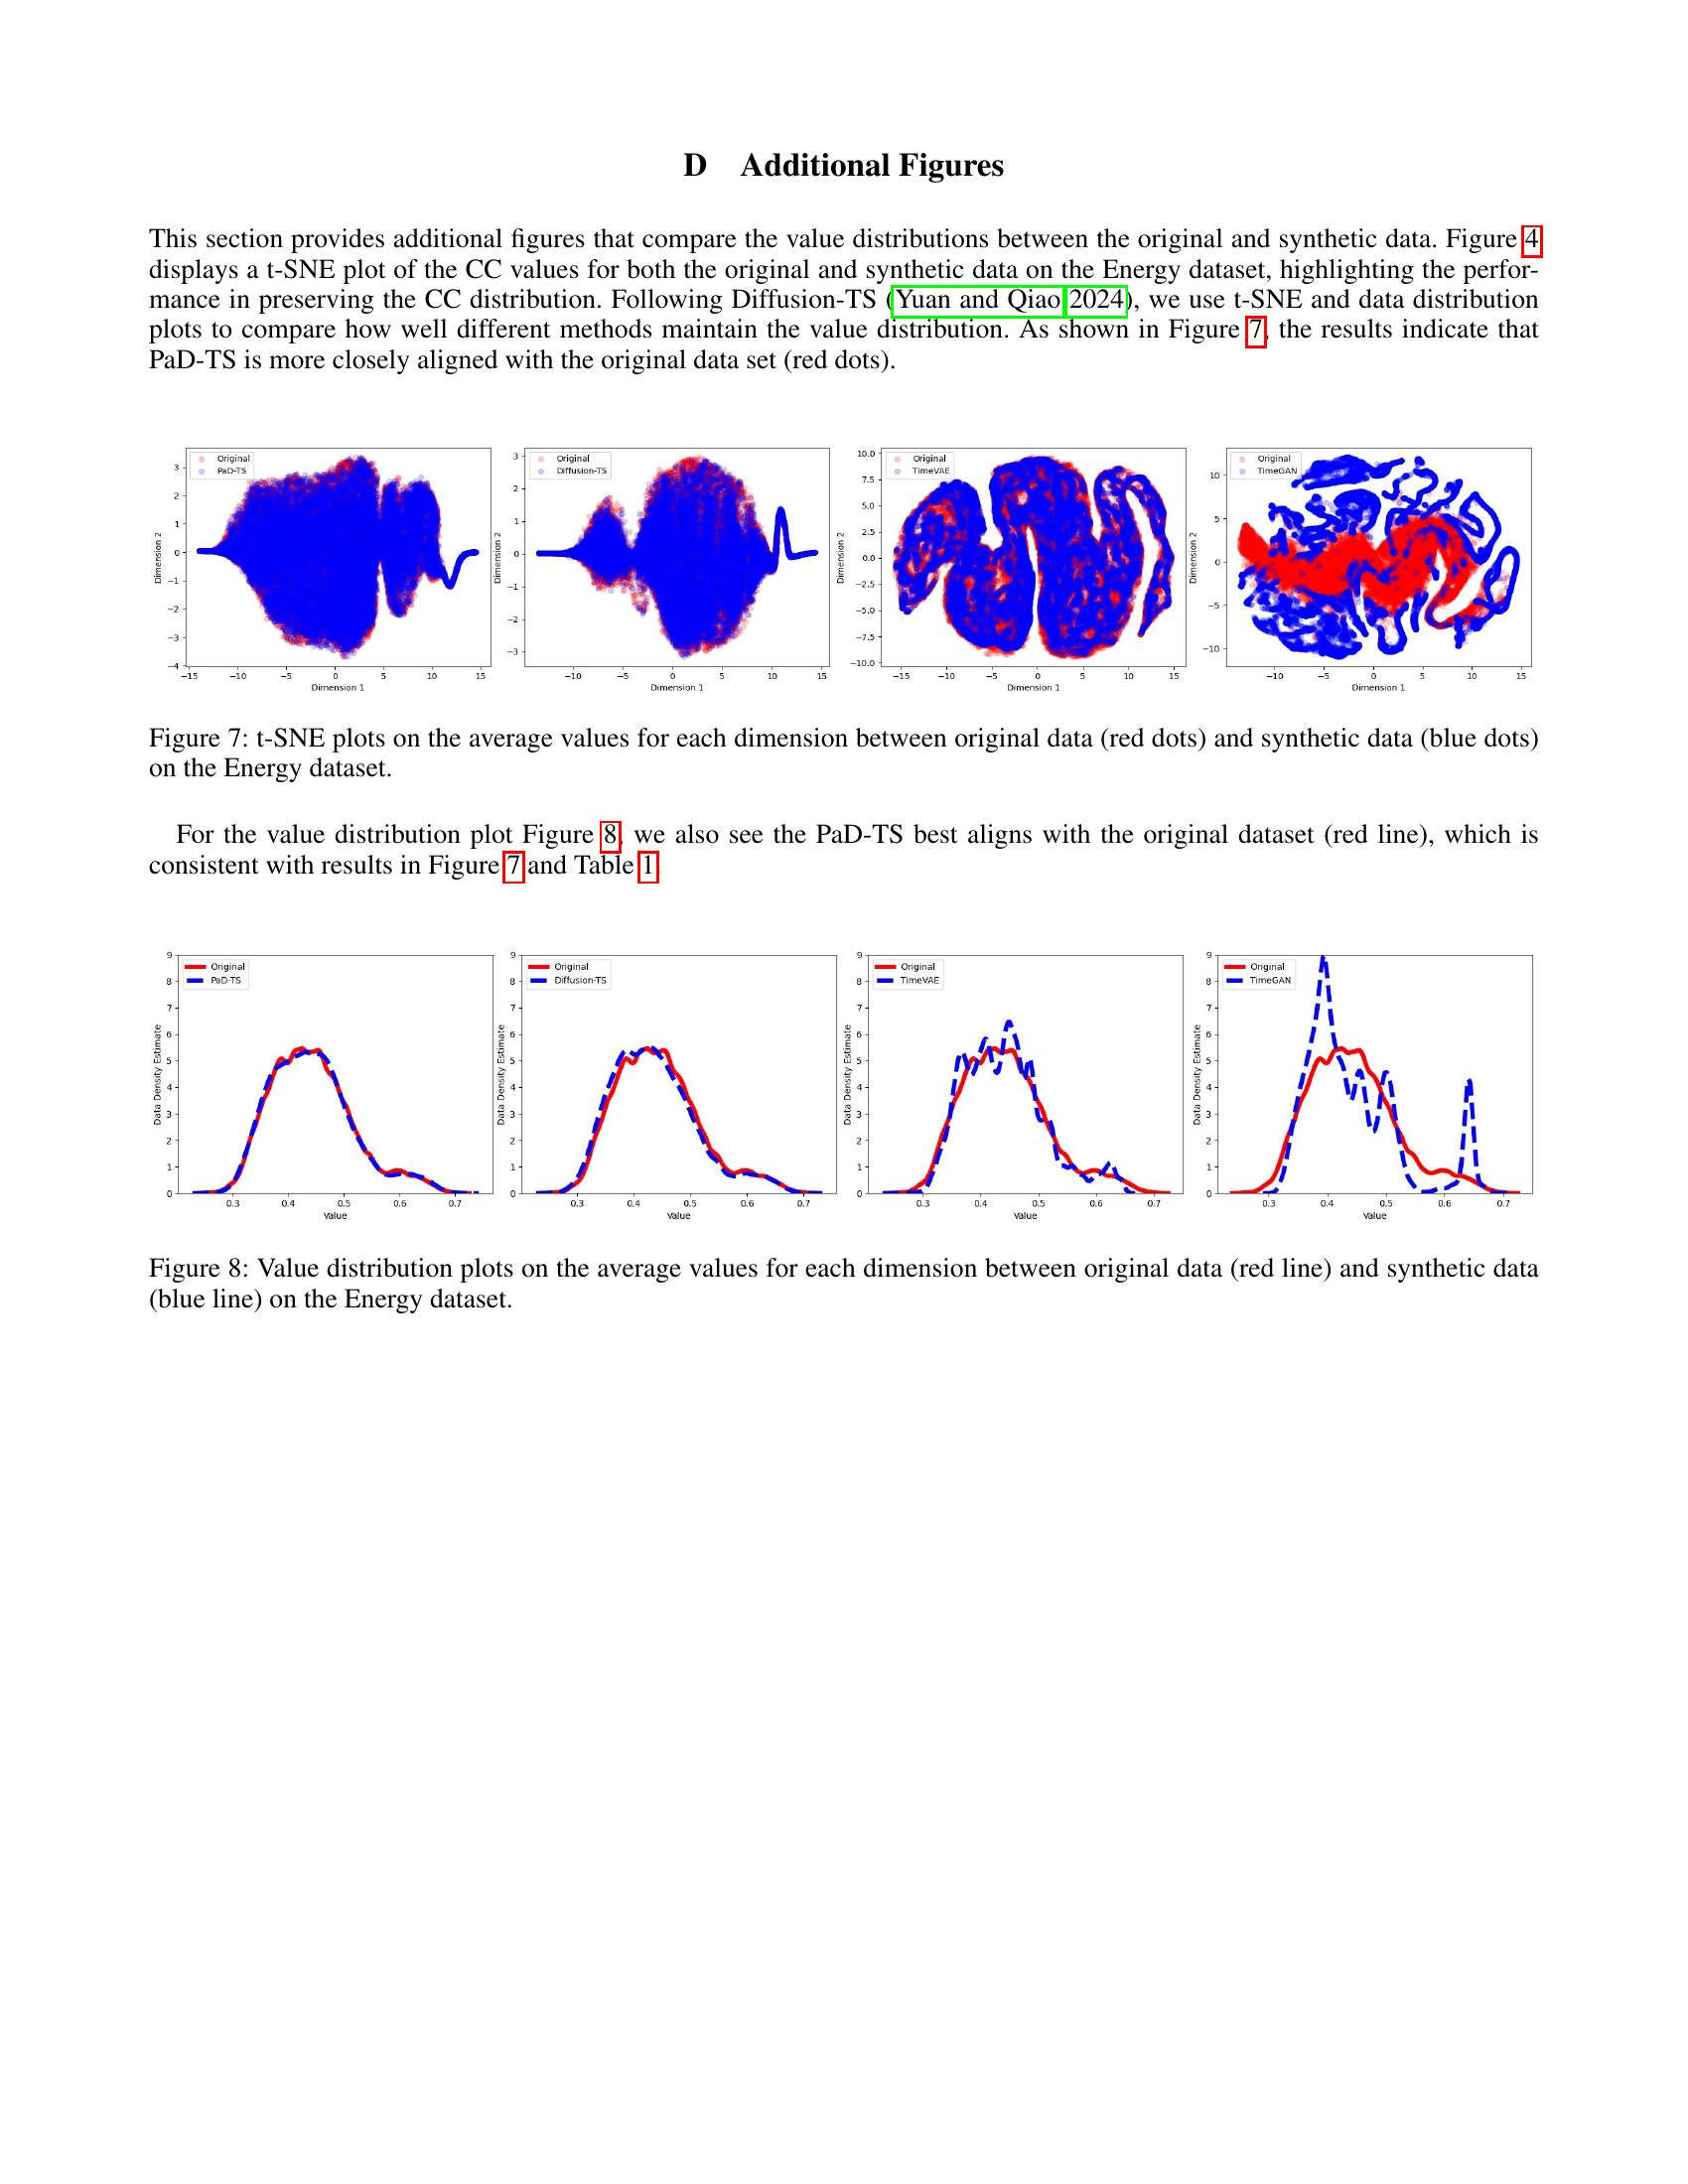 D Additional Figures
This section provides additional figures that compare the value distributions between the original and synthetic data. Figure 4
displays a t-SNE plot of the CC values for both the original and synthetic data on the Energy dataset, highlighting the perfor-
mance in preserving the CC distribution. Following Diffusion-TS (Yuan and Qiao 2024), we use t-SNE and data distribution
plots to compare how well different methods maintain the value distribution. As shown in Figure 7, the results indicate that
PaD-TS is more closely aligned with the original data set (red dots).
Original
PaD-TS
3
2
1
0
−1
−2
−3
−4
Dimension 2
−15 −10 −5 0 5 10 15
Dimension 1
Original
Diffusion-TS
3
2
1
0
−1
−2
−3
Dimension 2
−10 −5 0 5 10 15
Dimension 1
Original
TimeVAE
10.0
7.5
5.0
2.5
0.0
−2.5
−5.0
−7.5
−10.0
Dimension 2
−15 −10 −5 0 5 10 15
Dimension 1
Original
TimeGAN
10
5
0
−5
−10
Dimension 2
−10 −5 0 5 10 15
Dimension 1
Figure 7: t-SNE plots on the average values for each dimension between original data (red dots) and synthetic data (blue dots)
on the Energy dataset.
For the value distribution plot Figure 8, we also see the PaD-TS best aligns with the original dataset (red line), which is
consistent with results in Figure 7 and Table 1.
Original
PaD-TS
9
8
7
6
5
4
3
2
1
0
Data Density Estimate
0.3 0.4 0.5 0.6 0.7
Value
Original
Diffusion-TS
9
8
7
6
5
4
3
2
1
0
Data Density Estimate
0.3 0.4 0.5 0.6 0.7
Value
Original
TimeVAE
9
8
7
6
5
4
3
2
1
0
Data Density Estimate
0.3 0.4 0.5 0.6 0.7
Value
Original
TimeGAN
9
8
7
6
5
4
3
2
1
0
Data Density Estimate
0.3 0.4 0.5 0.6 0.7
Value
Figure 8: Value distribution plots on the average values for each dimension between original data (red line) and synthetic data
(blue line) on the Energy dataset.